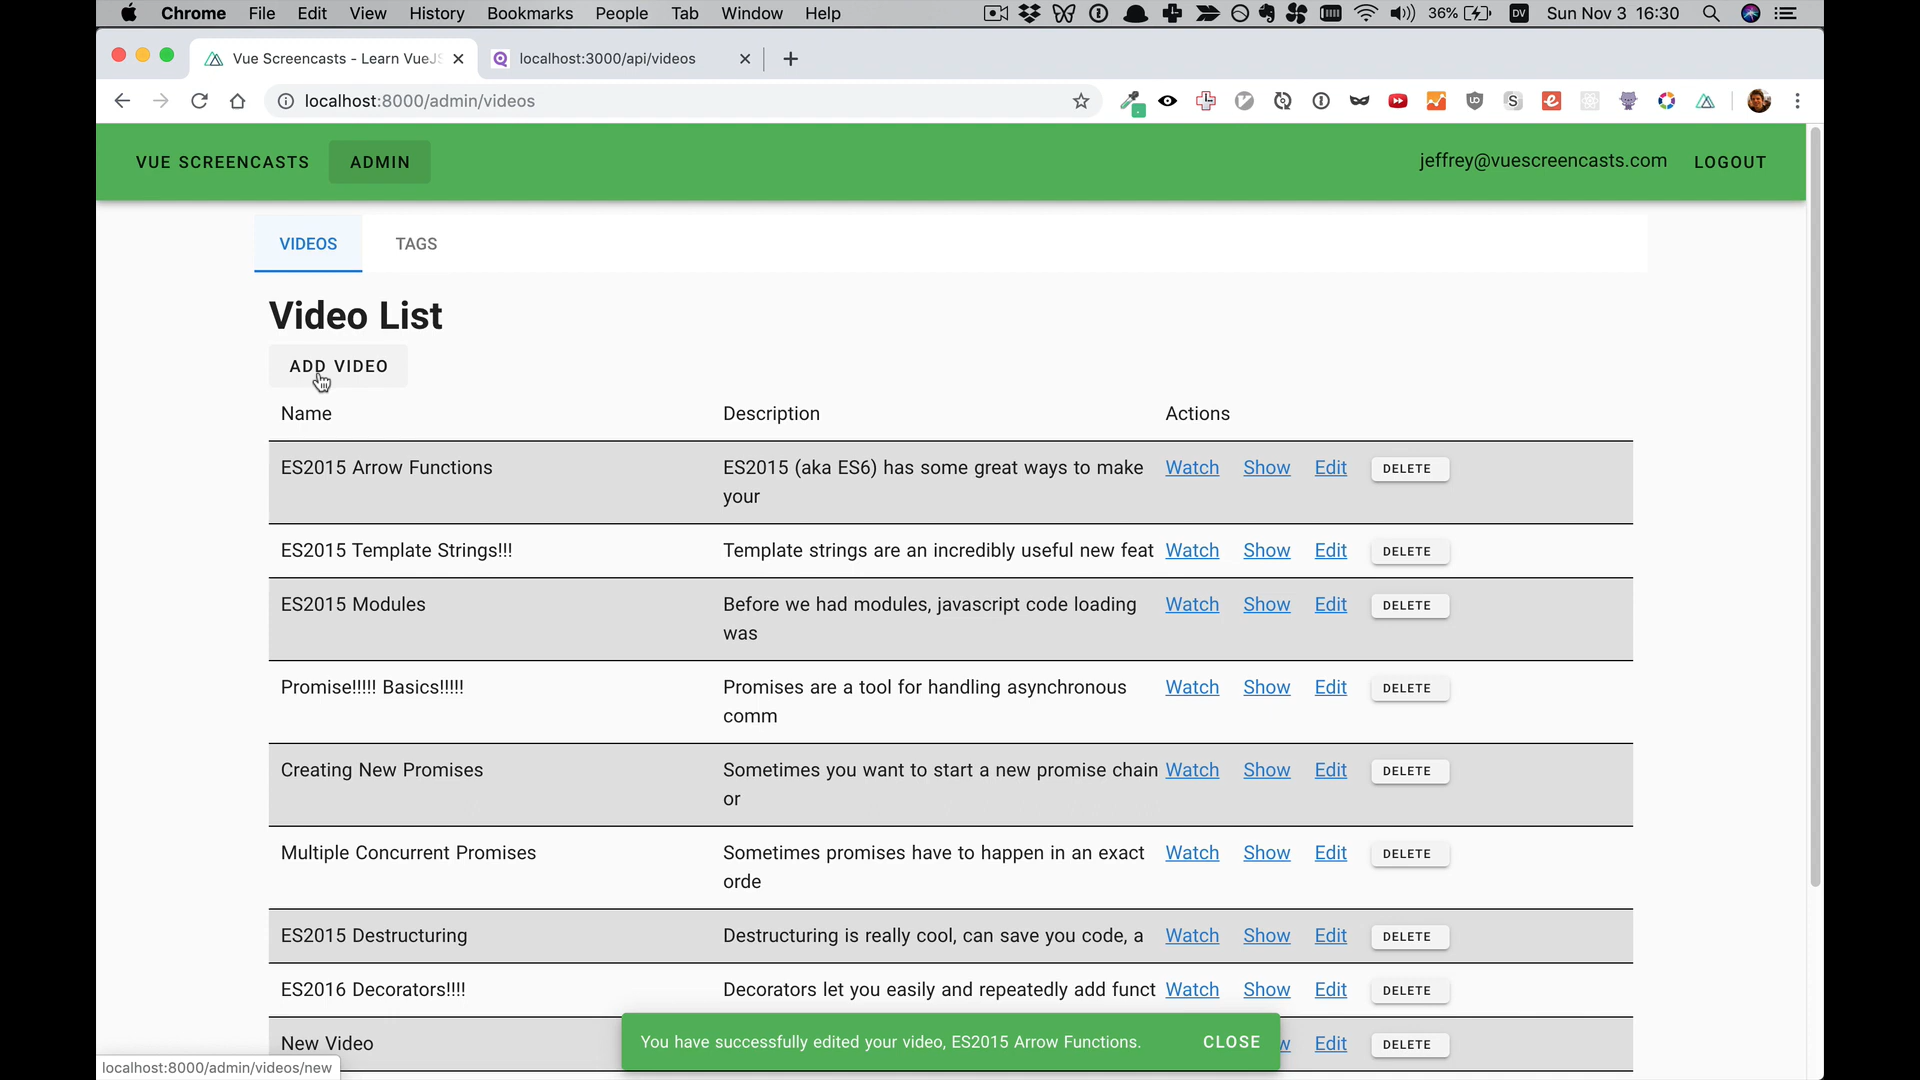 Chrome File Edit View History Bookmarks People Tab Window Help 36% DV Sun Nov 3 16:30
Vue Screencasts - Learn VueJS localhost:3000/api/videos
localhost:8000/admin/videos
VUE SCREENCASTS ADMIN jeffrey@vuescreencasts.com LOGOUT
VIDEOS TAGS
Video List
ADD VIDEO
Name Description Actions
ES2015 Arrow Functions ES2015 (aka ES6) has some great ways to make Watch Show Edit DELETE
your
ES2015 Template Strings!!! Template strings are an incredibly useful new feat Watch Show Edit DELETE
ES2015 Modules Before we had modules, javascript code loading Watch Show Edit DELETE
was
Promise!!!!! Basics!!!!! Promises are a tool for handling asynchronous Watch Show Edit DELETE
comm
Creating New Promises Sometimes you want to start a new promise chain Watch Show Edit DELETE
or
Multiple Concurrent Promises Sometimes promises have to happen in an exact Watch Show Edit DELETE
orde
ES2015 Destructuring Destructuring is really cool, can save you code, a Watch Show Edit DELETE
ES2016 Decorators!!!! Decorators let you easily and repeatedly add funct Watch Show Edit DELETE
New Video w Edit DELETE
You have successfully edited your video, ES2015 Arrow Functions. CLOSE
localhost:8000/admin/videos/new